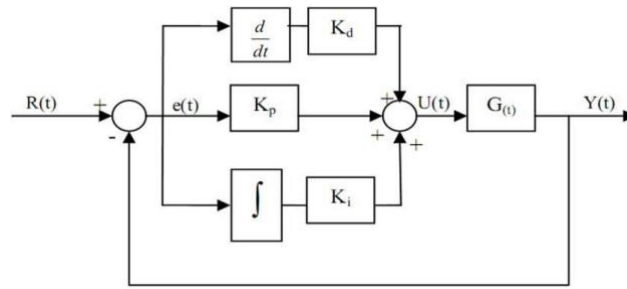 d
dt
K_d
+
R(t)
+
e(t)
K_p
+
U(t)
G_(t)
Y(t)
-
+
∫
K_i